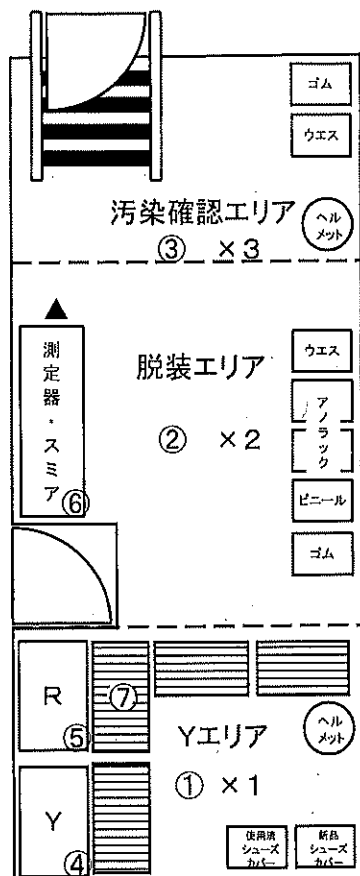 ゴム
ウエス
汚染確認エリア
ヘル
メット
③ ×3
▲
測定器・スミア
⑥
脱装エリア
② ×2
ウエス
アノラック
ビニール
ゴム
R
⑤
⑦
Yエリア
ヘル
メット
① ×1
Y
④
使用済
シューズ
カバー
新品
シューズ
カバー